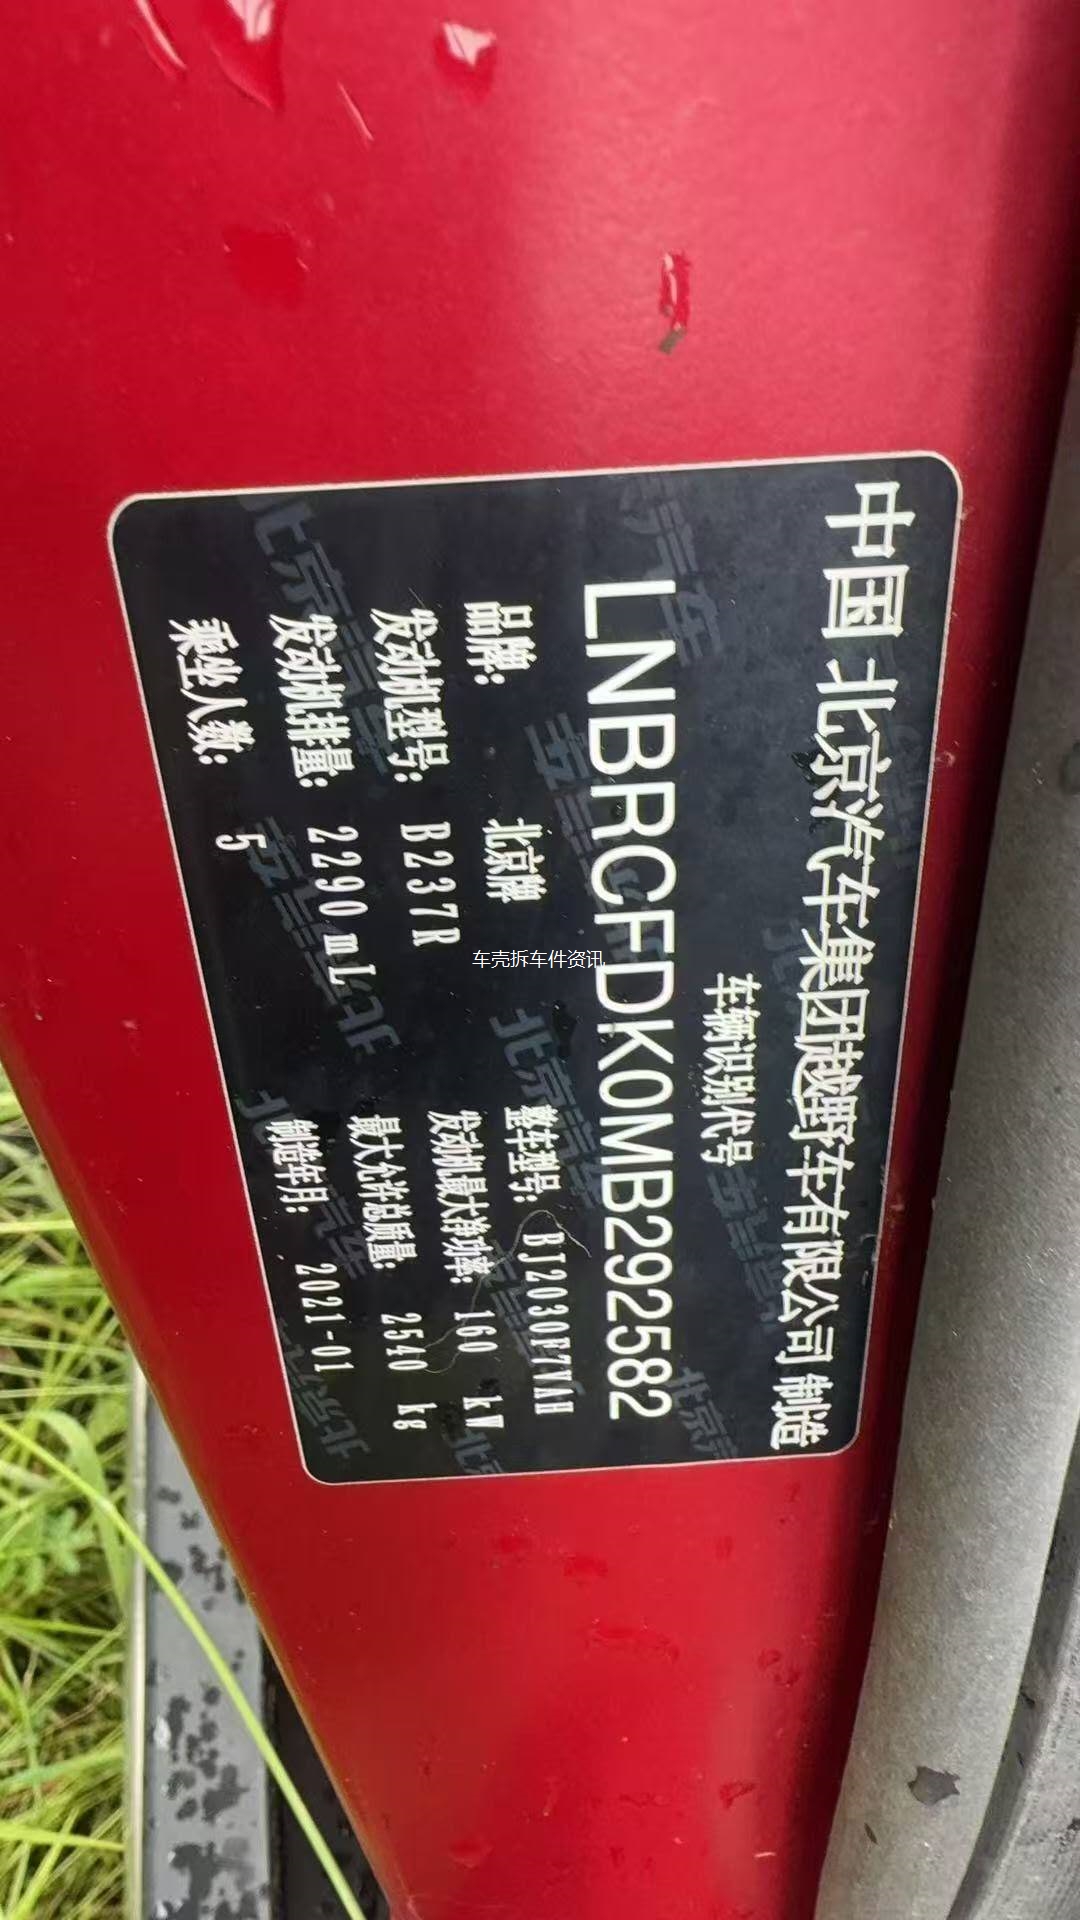 中国 北京汽车集团越野车有限公司 制造
车辆识别代号
LNBRCFDK0MB292582
品牌: 北京牌 整车型号: BJ2030F7VAH
发动机型号: B237R 发动机最大净功率: 160 kW
发动机排量: 2290 mL 最大允许总质量: 2540 kg
乘坐人数: 5 制造年月: 2021-01
车壳拆车件资讯